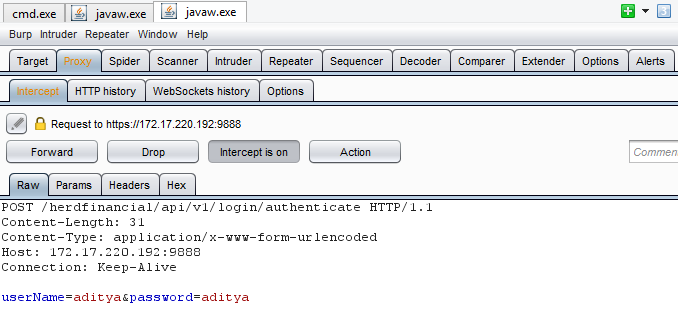 cmd.exe javaw.exe javaw.exe
Burp Intruder Repeater Window Help
Target Proxy Spider Scanner Intruder Repeater Sequencer Decoder Comparer Extender Options Alerts
Intercept HTTP history WebSockets history Options
Request to https://172.17.220.192:9888
Forward Drop Intercept is on Action Commen
Raw Params Headers Hex
POST /herdfinancial/api/v1/login/authenticate HTTP/1.1
Content-Length: 31
Content-Type: application/x-www-form-urlencoded
Host: 172.17.220.192:9888
Connection: Keep-Alive
userName=aditya&password=aditya